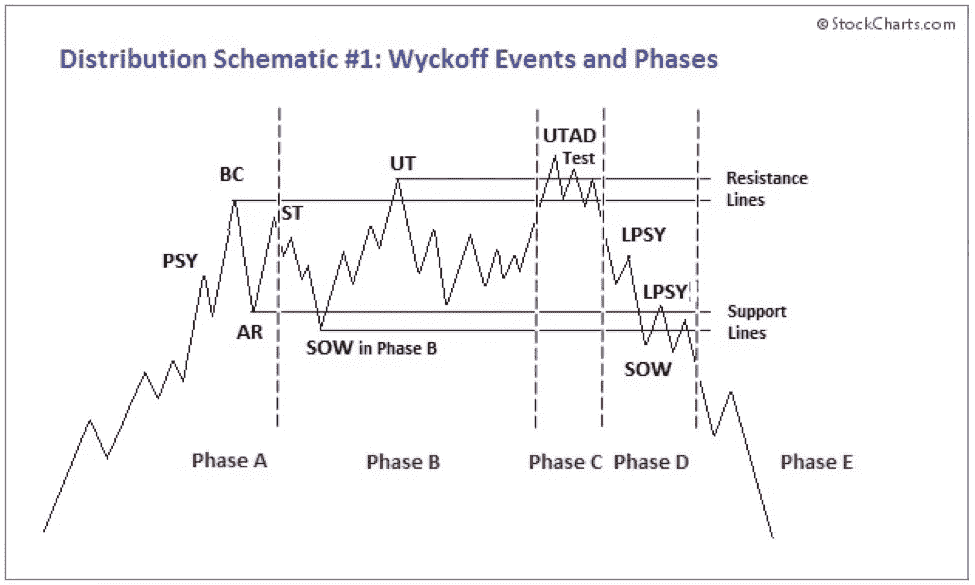 ©StockCharts.com
Distribution Schematic #1: Wyckoff Events and Phases
UTAD
Test
UT
BC
Resistance
Lines
ST
LPSY
PSY
LPSY
AR
Support
Lines
SOW in Phase B
SOW
Phase A
Phase B
Phase C
Phase D
Phase E